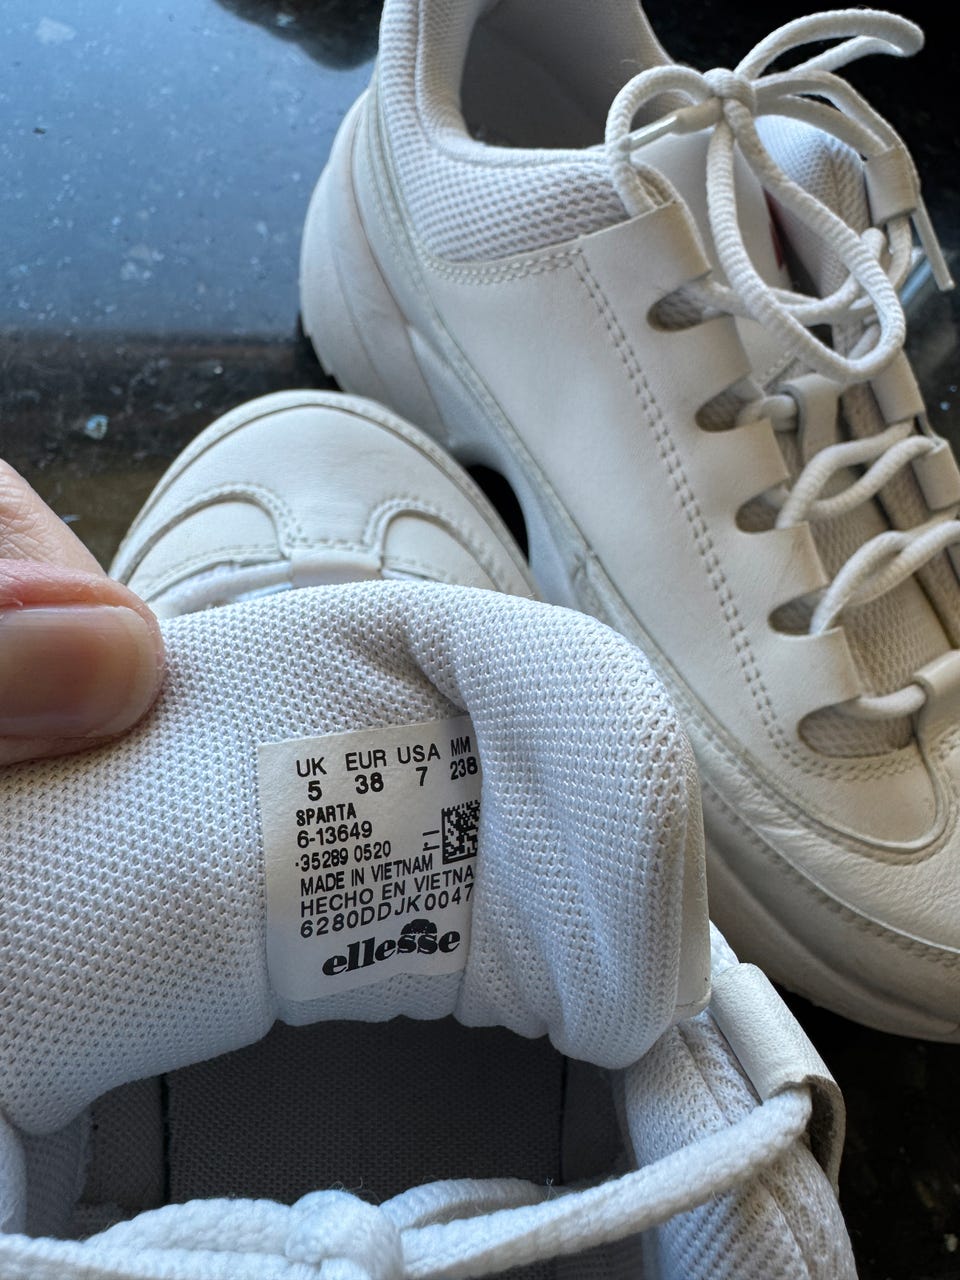 UK EUR USA MM
5 38 7 238
SPARTA
6-13649
·35289 0520
MADE IN VIETNAM
HECHO EN VIETNA
6280DDJK0047
ellesse